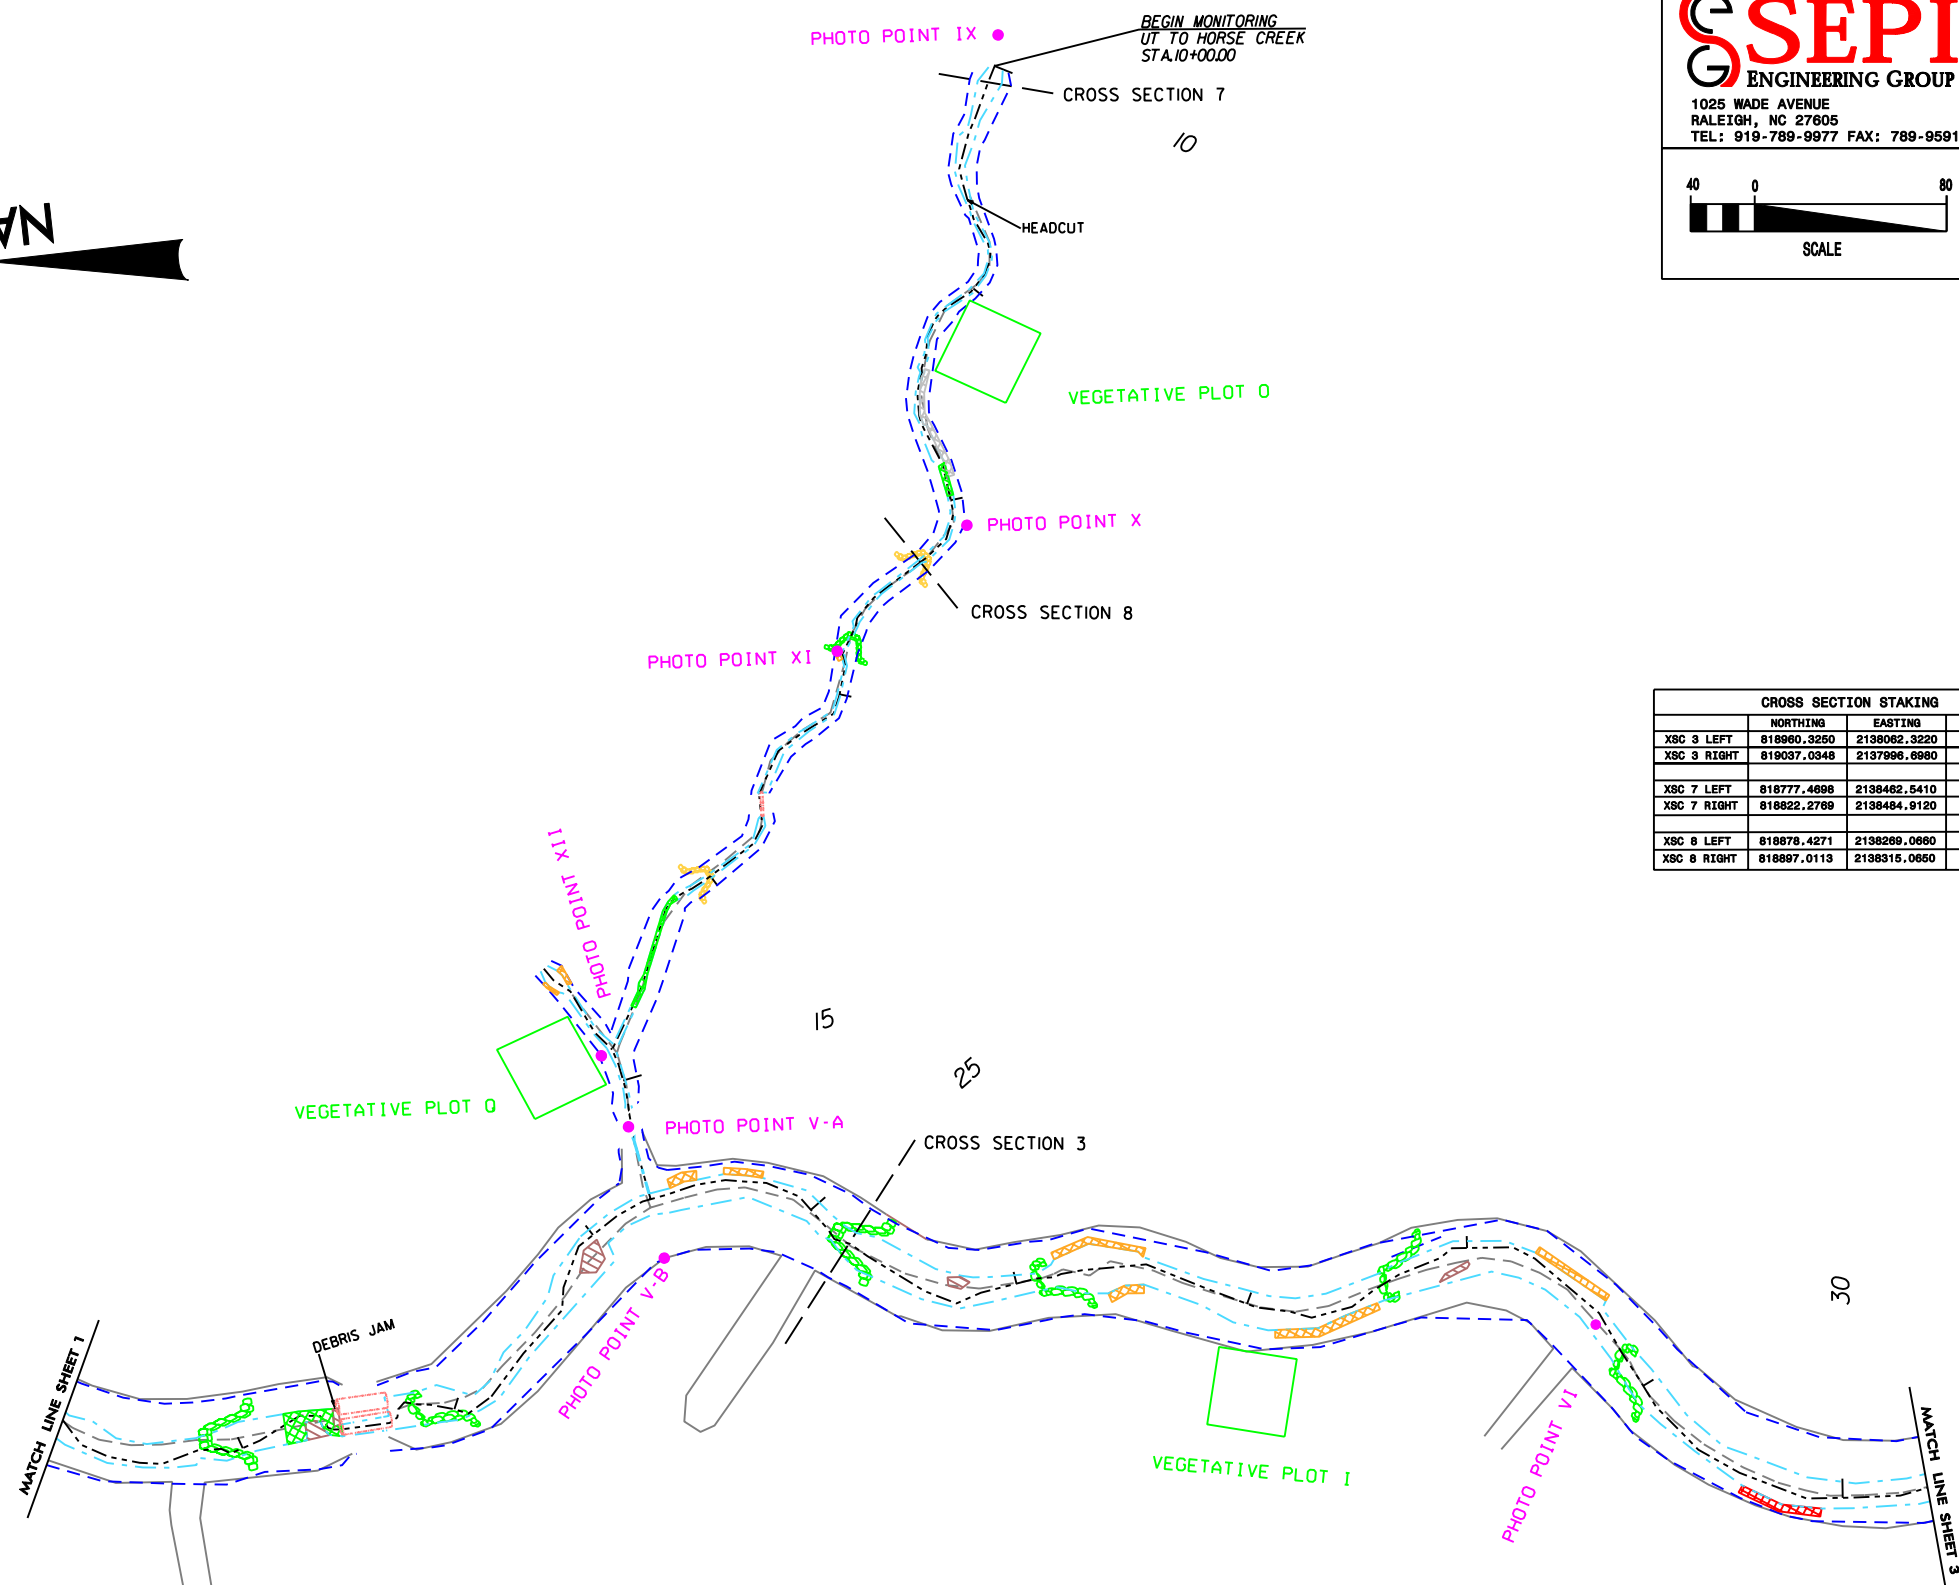 SEPI
ENGINEERING GROUP
1025 WADE AVENUE
RALEIGH, NC 27605
TEL: 919-789-9977 FAX: 789-9591
40 0 80
SCALE
PHOTO POINT IX
BEGIN MONITORING
UT TO HORSE CREEK
STA.10+00.00
CROSS SECTION 7
10
HEADCUT
NA
VEGETATIVE PLOT O
PHOTO POINT X
CROSS SECTION 8
PHOTO POINT XI
CROSS SECTION STAKING
NORTHING EASTING
XSC 3 LEFT 818960.3250 2138062.3220
XSC 3 RIGHT 819037.0348 2137996.6980
XSC 7 LEFT 818777.4698 2138462.5410
XSC 7 RIGHT 818822.2769 2138484.9120
XSC 8 LEFT 818878.4271 2138269.0660
XSC 8 RIGHT 818897.0113 2138315.0650
PHOTO POINT XII
15
25
VEGETATIVE PLOT Q
PHOTO POINT V-A
CROSS SECTION 3
30
PHOTO POINT V-B
DEBRIS JAM
MATCH LINE SHEET 1
VEGETATIVE PLOT I
PHOTO POINT VI
MATCH LINE SHEET 3